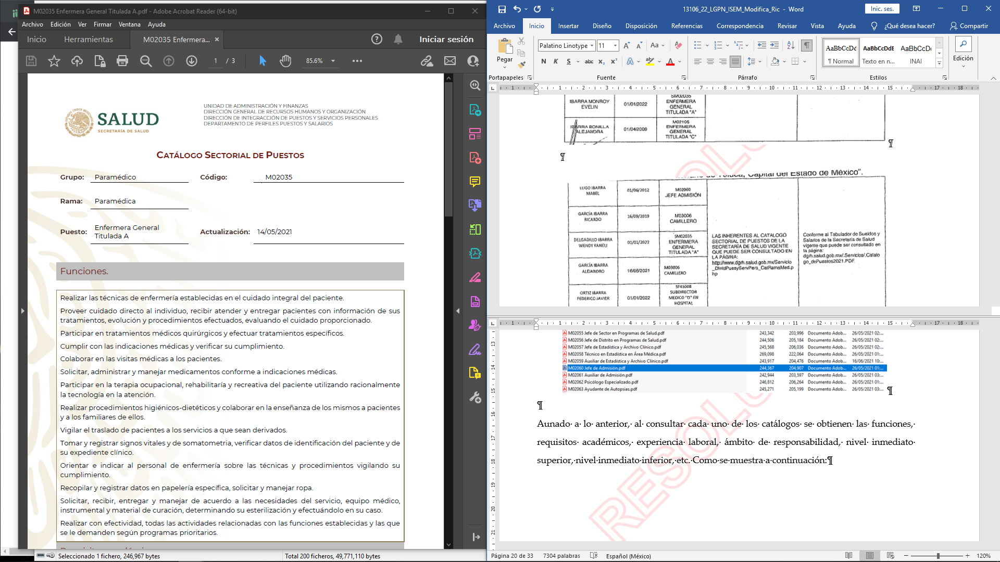 M02035 Enfermera General Titulada A.pdf - Adobe Acrobat Reader (64-bit)
Archivo Edición Ver Firmar Ventana Ayuda
Inicio Herramientas M02035 Enfermera... × Iniciar sesión
1 / 3 85.6%
SALUD
SECRETARÍA DE SALUD
UNIDAD DE ADMINISTRACIÓN Y FINANZAS
DIRECCIÓN GENERAL DE RECURSOS HUMANOS Y ORGANIZACIÓN
DIRECCIÓN DE INTEGRACCIÓN DE PUESTOS Y SERVICIOS PERSONALES
DEPARTAMENTO DE PERFILES PUESTOS Y SALARIOS
CATÁLOGO SECTORIAL DE PUESTOS
Grupo: Paramédico Código: M02035
Rama: Paramédica
Puesto: Enfermera General
Titulada A
Actualización: 14/05/2021
Funciones.
Realizar las técnicas de enfermería establecidas en el cuidado integral del paciente.
Proveer cuidado directo al individuo, recibir atender y entregar pacientes con información de sus
tratamientos, evolución y procedimientos efectuados, evaluando el cuidado proporcionado.
Participar en tratamientos médicos quirúrgicos y efectuar tratamientos específicos.
Cumplir con las indicaciones médicas y verificar su cumplimiento.
Colaborar en las visitas médicas a los pacientes.
Solicitar, administrar y manejar medicamentos conforme a indicaciones médicas.
Participar en la terapia ocupacional, rehabilitaría y recreativa del paciente utilizando racionalmente
la tecnología en la atención.
Realizar procedimientos higiénicos-dietéticos y colaborar en la enseñanza de los mismos a pacientes
y a los familiares de ellos.
Vigilar el traslado de pacientes a los servicios a que sean derivados.
Tomar y registrar signos vitales y de somatometria, verificar datos de identificación del paciente y de
su expediente clínico.
Orientar e indicar al personal de enfermería sobre las técnicas y procedimientos vigilando su
cumplimiento.
Recopilar y registrar datos en papelería específica, solicitar y manejar ropa.
Solicitar, recibir, entregar y manejar de acuerdo a las necesidades del servicio, equipo médico,
instrumental y material de curación, determinando su esterilización y efectuándolo en su caso.
Realizar con efectividad, todas las actividades relacionadas con las funciones establecidas y las que
se le demanden según programas prioritarios.
Seleccionado 1 fichero, 246,967 bytes Total 200 ficheros, 49,771,110 bytes
13106_22_LGPN_ISEM_Modifica_Ric - Word Inic. ses.
Archivo Inicio Insertar Diseño Disposición Referencias Correspondencia Revisar Vista Ayuda ¿Qué desea hacer? Compartir
Pegar
Palatino Linotype 11
N K S abc x₂ x²
AaBbCcDd AaBbCcDdE AaBbCcDc
¶ Normal Texto en n... INAI
Edición
Portapapeles Fuente Párrafo Estilos
IBARRA MONROY
EVELIN
01/01/2022
SM02035
ENFERMERA
GENERAL
TITULADA "A"
IBARRA BONILLA
ALEJANDRA
01/04/2009
M02105
ENFERMERA
GENERAL
TITULADA "C"
¶
¶
Toluca, Capital del Estado de México".
LUGO IBARRA
MABEL
01/06/2012
M02060
JEFE ADMISIÓN
GARCÍA IBARRA
RICARDO
16/09/2019
M03006
CAMILLERO
DELGADILLO IBARRA
WENDY YANELI
01/01/2022
SM02035
ENFERMERA
GENERAL
TITULADA "A"
GARCÍA IBARRA
ALEJANDRO
16/05/2021
M03006
CAMILLERO
ORTIZ IBARRA
FEDERICO JAVIER
01/01/2022
SF41008
SUBDIRECTOR
MEDICO "D" EN
HOSPITAL
LAS INHERENTES AL CATALOGO
SECTORIAL DE PUESTOS DE LA
SECRETARÍA DE SALUD VIGENTE
QUE PUEDE SER CONSULTADO EN
LA PÁGINA:
http://www.dgrh.salud.gob.mx/Servicio
_DIntdPuesyServPers_CatRamaMed.p
hp
Conforme al Tabulador de Sueldos y
Salarios de la Secretaría de Salud
vigente que puede ser consultado en
la página:
dgrh.salud.gob.mx/.Servicios/.Catalo
go_dePuestos2021.PDF.
M02055 Jefe de Sector en Programas de Salud.pdf 243,342 203,996 Documento Adob... 26/05/2021 02:...
M02056 Jefe de Distrito en Programas de Salud.pdf 244,506 205,184 Documento Adob... 26/05/2021 02:...
M02057 Jefe de Estadística y Archivo Clínico.pdf 245,568 206,036 Documento Adob... 26/05/2021 02:...
M02058 Técnico en Estadística en Área Médica.pdf 269,098 222,064 Documento Adob... 26/05/2021 01:...
M02059 Auxiliar de Estadística y Archivo Clínico.pdf 243,917 204,476 Documento Adob... 16/06/2021 10:...
M02060 Jefe de Admisión.pdf 244,367 204,907 Documento Adob... 26/05/2021 01:...
M02061 Auxiliar de Admisión.pdf 242,944 203,597 Documento Adob... 26/05/2021 03:...
M02062 Psicólogo Especializado.pdf 246,812 206,264 Documento Adob... 26/05/2021 01:...
M02063 Ayudante de Autopsias.pdf 245,271 205,199 Documento Adob... 26/05/2021 03:...
¶
¶
Aunado a lo anterior, al consultar cada uno de los catálogos se obtienen las funciones,
requisitos académicos, experiencia laboral, ámbito de responsabilidad, nivel inmediato
superior, nivel inmediato inferior, etc. Como se muestra a continuación:¶
RESOLU
Página 20 de 33 7304 palabras Español (México) 120%